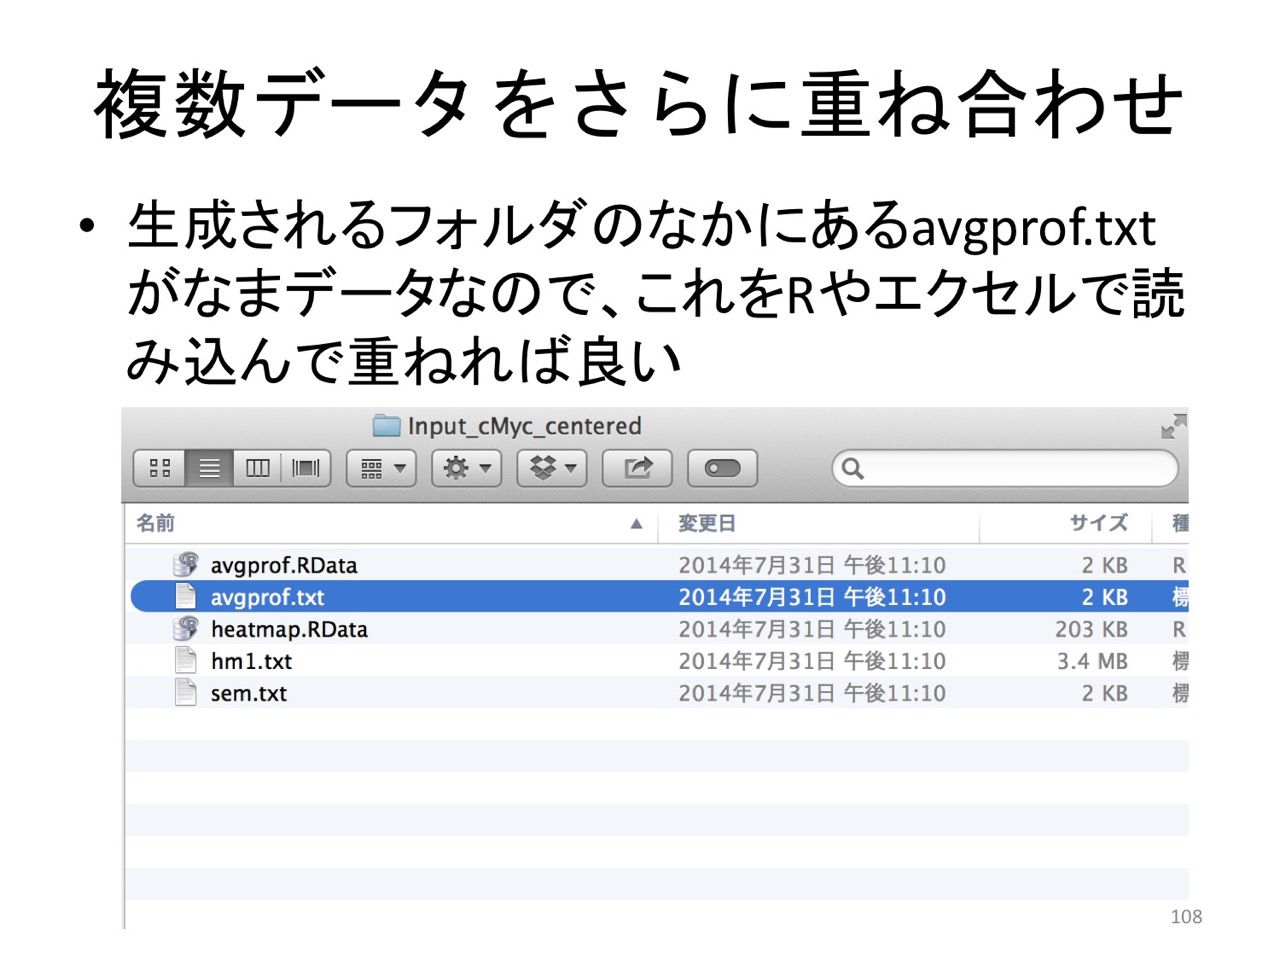 複数データをさらに重ね合わせ
• 生成されるフォルダのなかにあるavgprof.txt
がなまデータなので、これをRやエクセルで読
み込んで重ねれば良い
Input_cMyc_centered
名前 変更日 サイズ 種
avgprof.RData 2014年7月31日 午後11:10 2 KB R
avgprof.txt 2014年7月31日 午後11:10 2 KB 標
heatmap.RData 2014年7月31日 午後11:10 203 KB R
hm1.txt 2014年7月31日 午後11:10 3.4 MB 標
sem.txt 2014年7月31日 午後11:10 2 KB 標
108